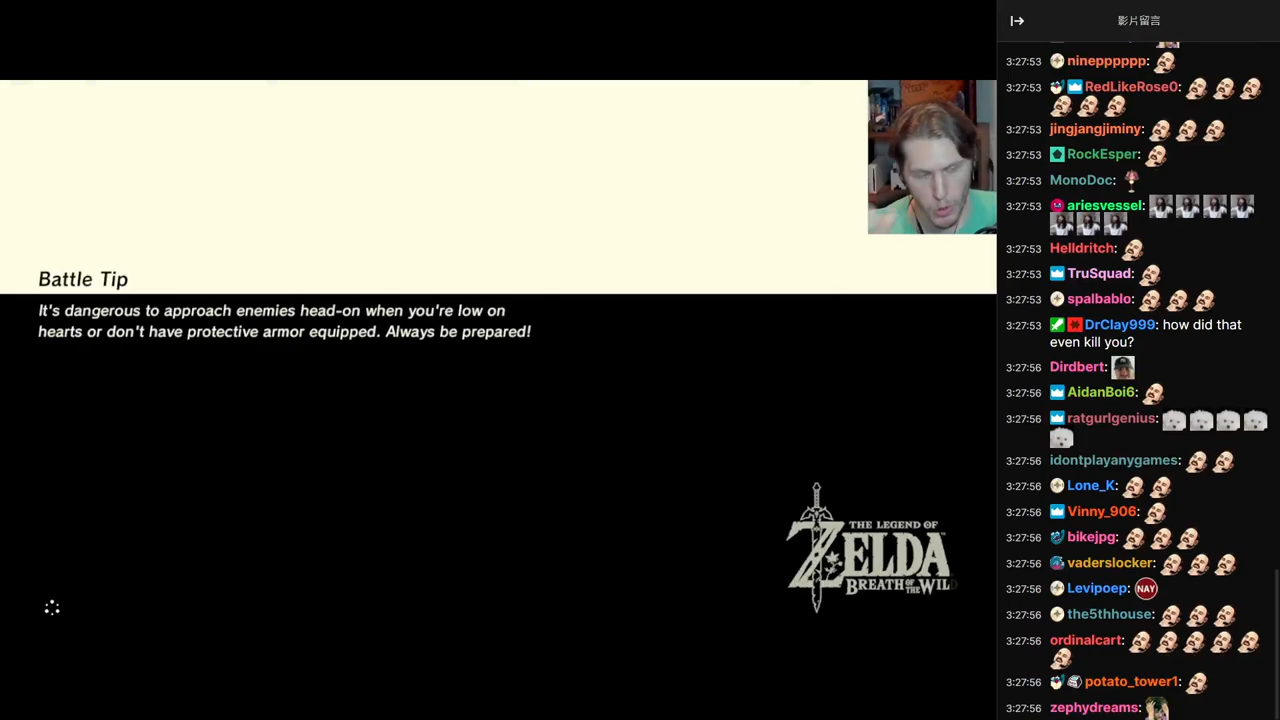 影片留言
3:27:53 ninepppppp:
3:27:53 RedLikeRose0:
3:27:53 jingjangjiminy:
3:27:53 RockEsper:
3:27:53 MonoDoc:
3:27:53 ariesvessel:
3:27:53 Helldritch:
3:27:53 TruSquad:
3:27:53 spalbablo:
3:27:53 DrClay999: how did that
even kill you?
3:27:56 Dirdbert:
3:27:56 AidanBoi6:
3:27:56 ratgurlgenius:
3:27:56 idontplayanygames:
3:27:56 Lone_K:
3:27:56 Vinny_906:
3:27:56 bikejpg:
3:27:56 vaderslocker:
3:27:56 Levipoep: NAY
3:27:56 the5thhouse:
3:27:56 ordinalcart:
3:27:56 potato_tower1:
3:27:56 zephydreams:
Battle Tip
It's dangerous to approach enemies head-on when you're low on
hearts or don't have protective armor equipped. Always be prepared!
THE LEGEND OF
ZELDA
BREATH OF THE WILD